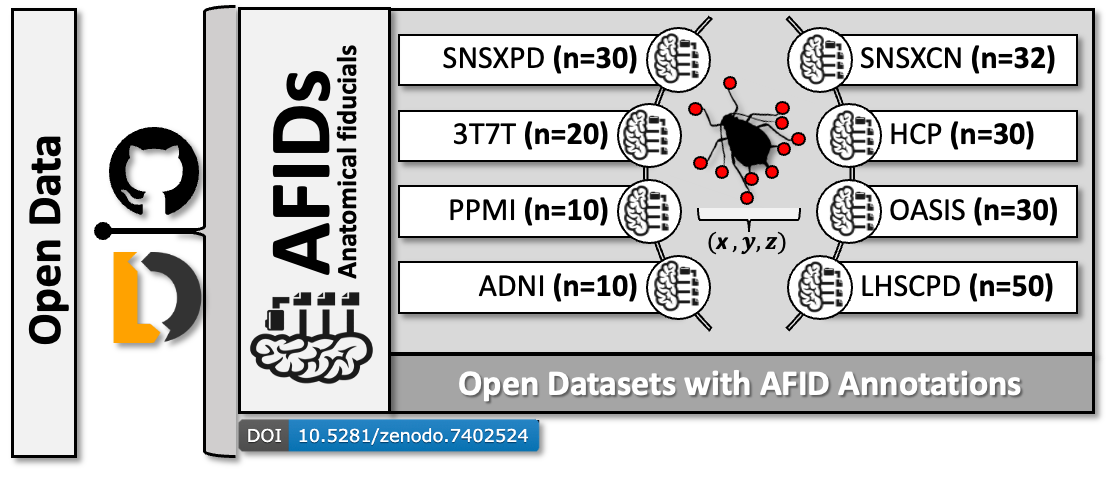 Open Data
AFIDs
Anatomical fiducials
SNSXPD (n=30)
3T7T (n=20)
PPMI (n=10)
ADNI (n=10)
SNSXCN (n=32)
HCP (n=30)
OASIS (n=30)
LHSCPD (n=50)
(x , y, z)
Open Datasets with AFID Annotations
DOI 10.5281/zenodo.7402524